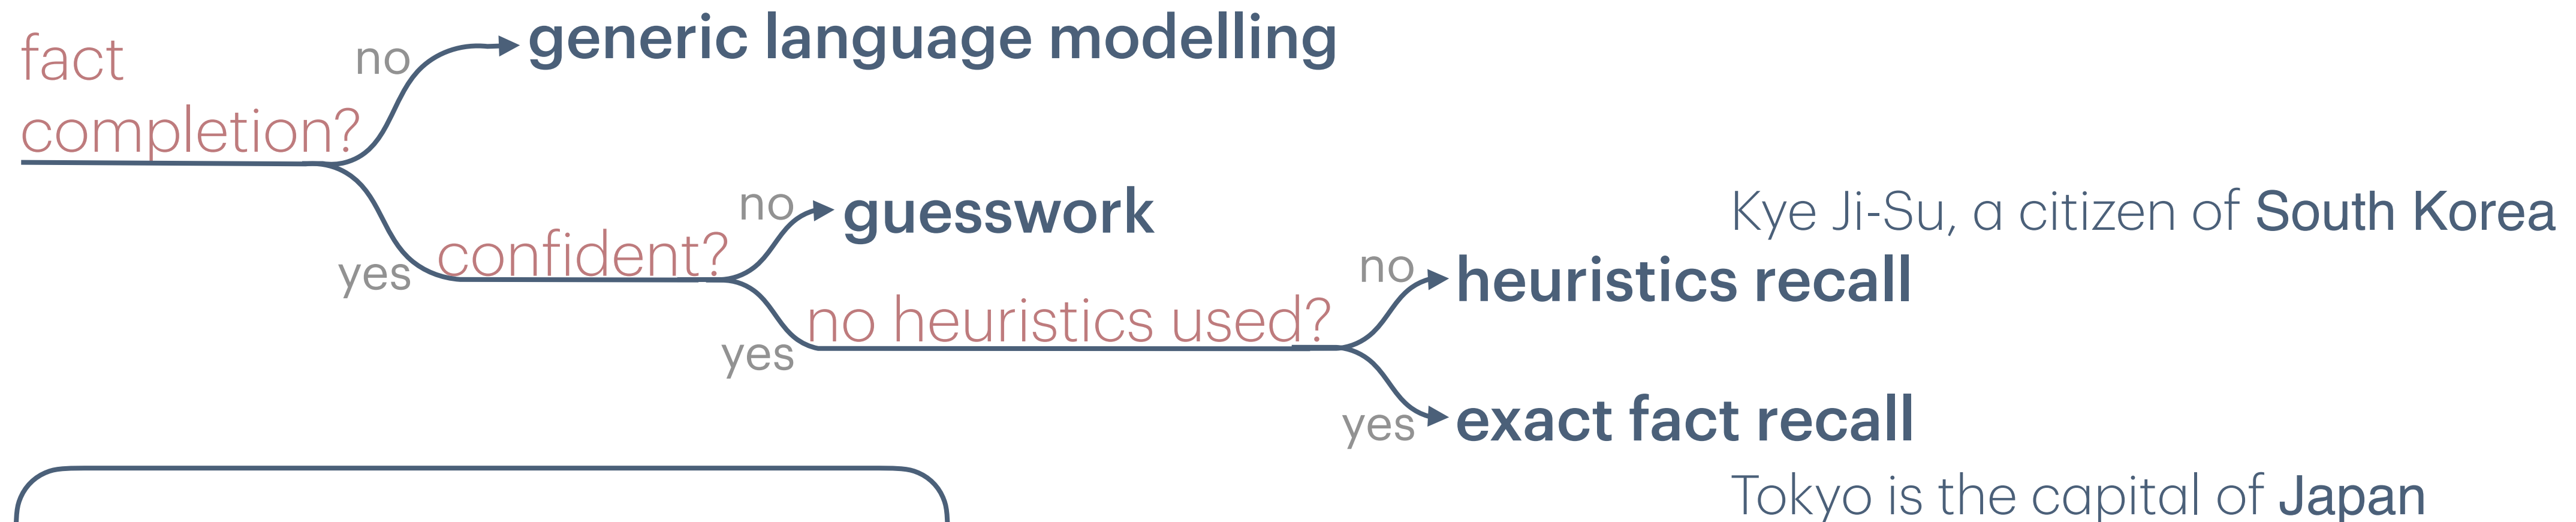 fact
completion?
no
generic language modelling
yes
confident?
no
guesswork
yes
no heuristics used?
Kye Ji-Su, a citizen of South Korea
no
heuristics recall
yes
exact fact recall
Tokyo is the capital of Japan